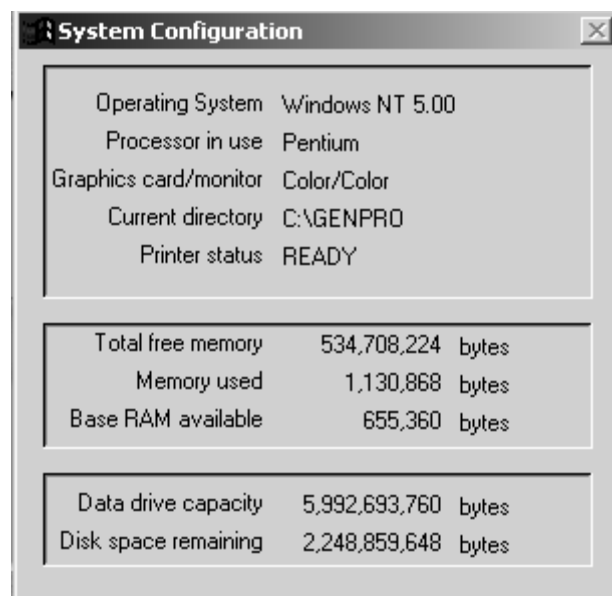 System Configuration
Operating System Windows NT 5.00
Processor in use Pentium
Graphics card/monitor Color/Color
Current directory C:\GENPRO
Printer status READY
Total free memory 534,708,224 bytes
Memory used 1,130,868 bytes
Base RAM available 655,360 bytes
Data drive capacity 5,992,693,760 bytes
Disk space remaining 2,248,859,648 bytes